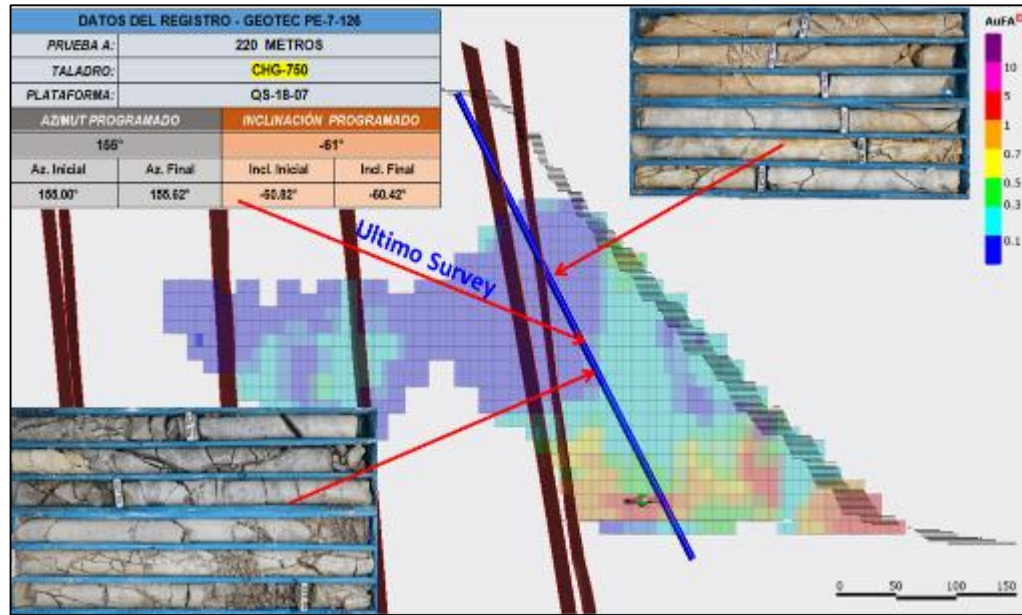 DATOS DEL REGISTRO - GEOTEC PE-7-126
PRUEBA A: 220 METROS
TALADRO: CHG-750
PLATAFORMA: QS-18-07
AZIMUT PROGRAMADO INCLINACIÓN PROGRAMADO
155° -61°
Az. Inicial Az. Final Incl. Inicial Incl. Final
155.00° 155.62° -60.82° -60.42°
Ultimo Survey
AuFA
10
5
1
0.7
0.5
0.3
0.1
0 50 100 150